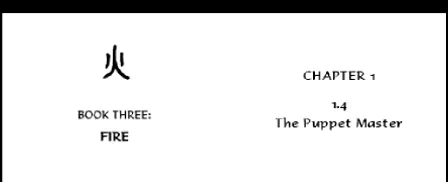 火
BOOK THREE:
FIRE
CHAPTER 1
1.4
The Puppet Master